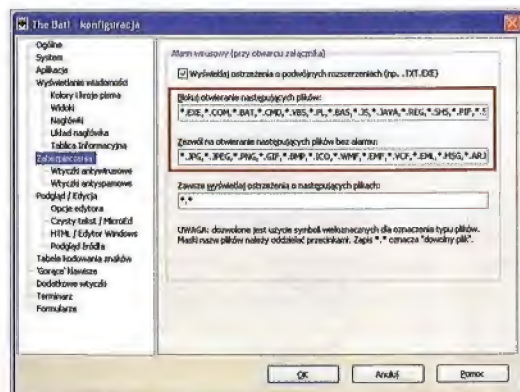 The Bat! - konfiguracja
Ogólne
System
Aplikacja
Wyświetlanie wiadomości
Kolory i kroje pisma
Widoki
Nagłówki
Układ nagłówka
Tablica Informacyjna
Zabezpieczenia
Wtyczki antywirusowe
Wtyczki antyspamowe
Podgląd / Edycja
Opcje edytora
Czysty tekst / MicroEd
HTML / Edytor Windows
Podgląd źródła
Tabele kodowania znaków
'Gorące' klawisze
Dodatkowe wtyczki
Terminarz
Formularze
Alarm wirusowy (przy otwarciu załącznika)
Wyświetlaj ostrzeżenia o podwójnych rozszerzeniach (np. .TXT.EXE)
Blokuj otwieranie następujących plików:
*.EXE,*.COM,*.BAT,*.CMD,*.VBS,*.PL,*.BAS,*.JS,*.JAVA,*.REG,*.SHS,*.PIF,*.S
Zezwól na otwieranie następujących plików bez alarmu:
*.JPG,*.JPEG,*.PNG,*.GIF,*.BMP,*.ICO,*.WMF,*.EMF,*.VCF,*.EML,*.MSG,*.ARJ
Zawsze wyświetlaj ostrzeżenia o następujących plikach:
*.*
UWAGA: dozwolone jest użycie symboli wieloznacznych dla oznaczenia typu plików.
Maski nazw plików należy oddzielać przecinkami. Zapis *.* oznacza "dowolny plik".
OK
Anuluj
Pomoc